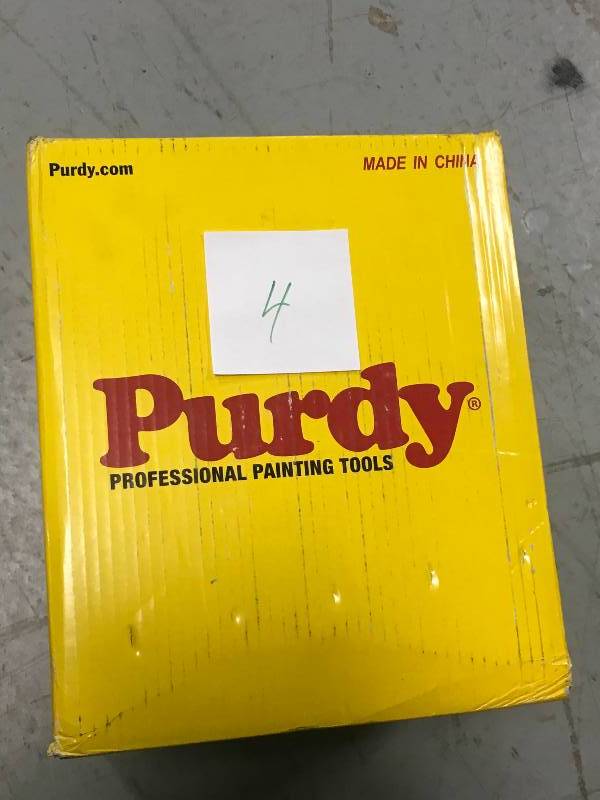 Purdy.com
MADE IN CHINA
4
Purdy®
PROFESSIONAL PAINTING TOOLS